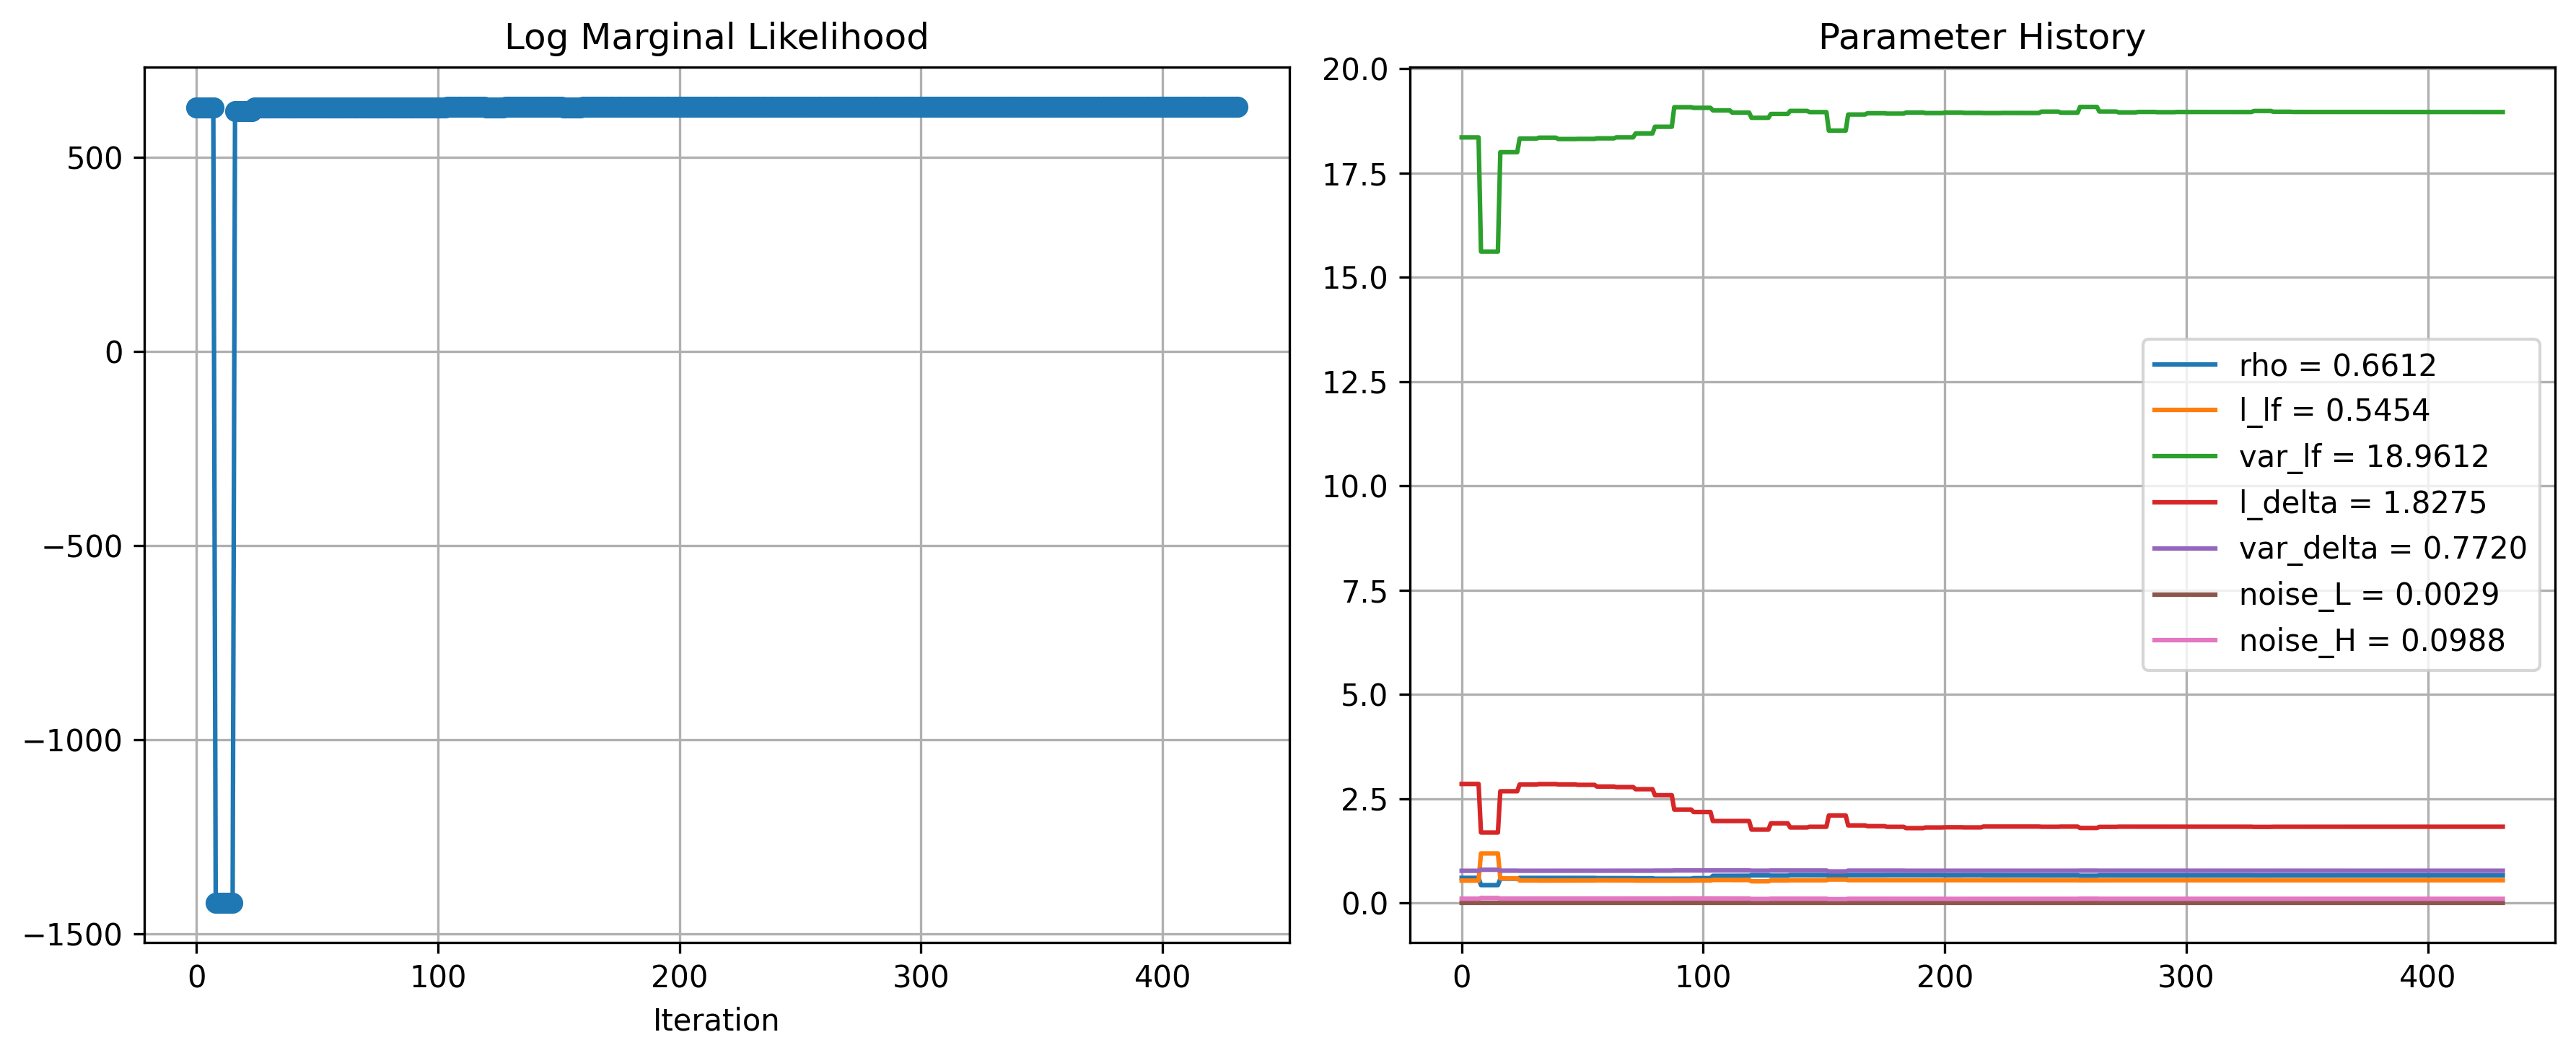 Log Marginal Likelihood
500
0
−500
−1000
−1500
0
100
200
300
400
Iteration
Parameter History
20.0
17.5
15.0
12.5
10.0
7.5
5.0
2.5
0.0
0
100
200
300
400
rho = 0.6612
l_lf = 0.5454
var_lf = 18.9612
l_delta = 1.8275
var_delta = 0.7720
noise_L = 0.0029
noise_H = 0.0988